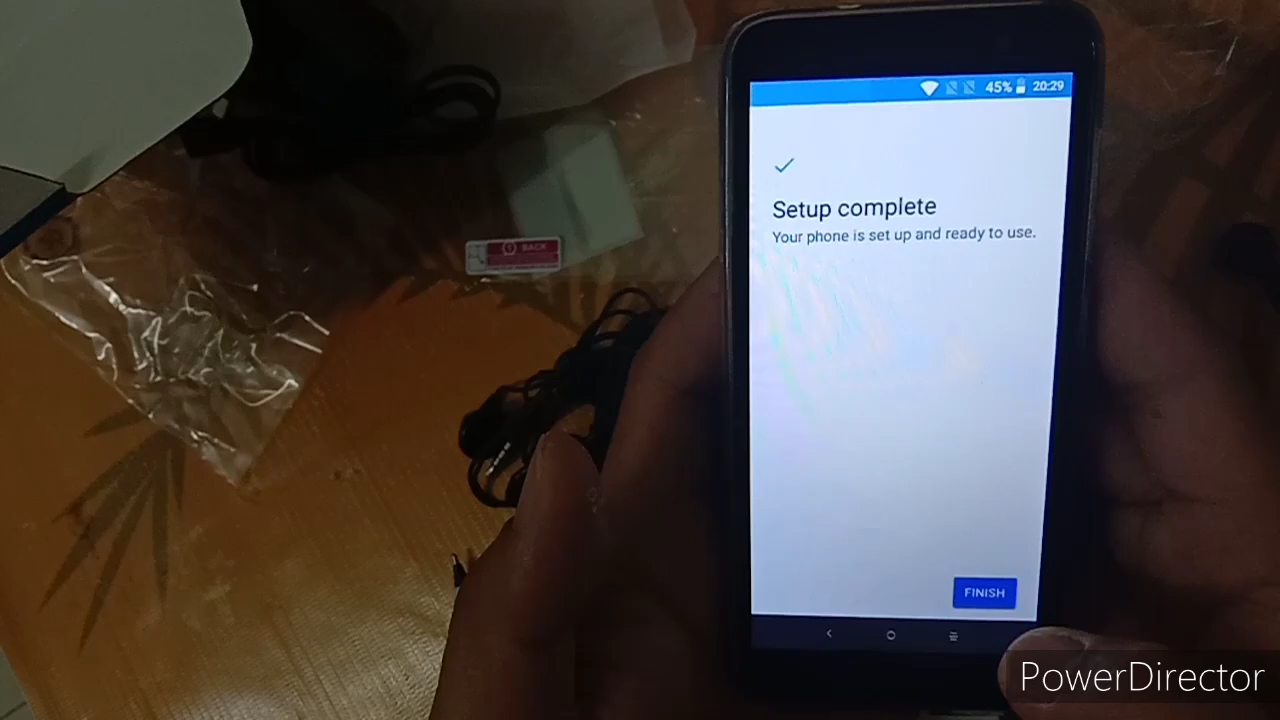 45% 20:29
Setup complete
Your phone is set up and ready to use.
BACK
FINISH
PowerDirector